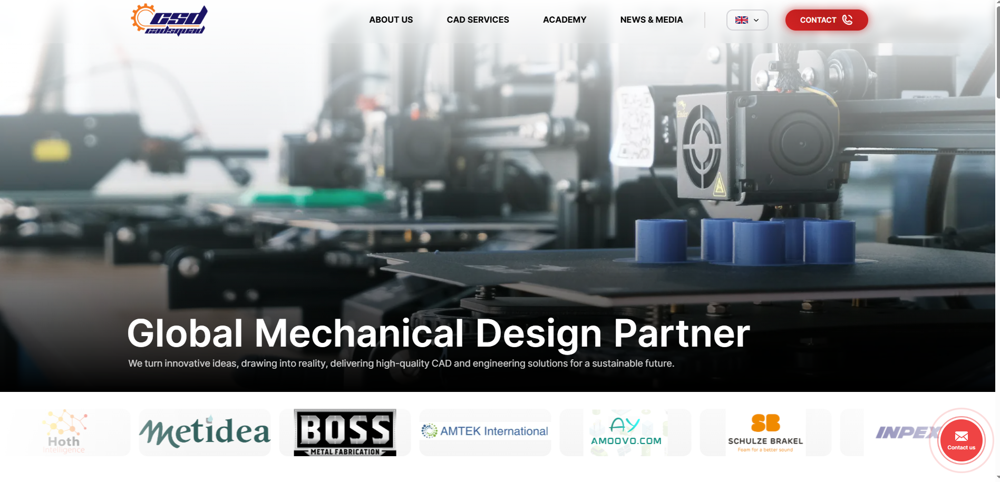 csd
cadsquad
ABOUT US
CAD SERVICES
ACADEMY
NEWS & MEDIA
CONTACT
Ender
Global Mechanical Design Partner
We turn innovative ideas, drawing into reality, delivering high-quality CAD and engineering solutions for a sustainable future.
Hoth
intelligence
metidea
BOSS
METAL FABRICATION
AMTEK International
AY
AMOOVO.COM
SB
SCHULZE BRAKEL
Foam for a better sound
INPEX
Contact us